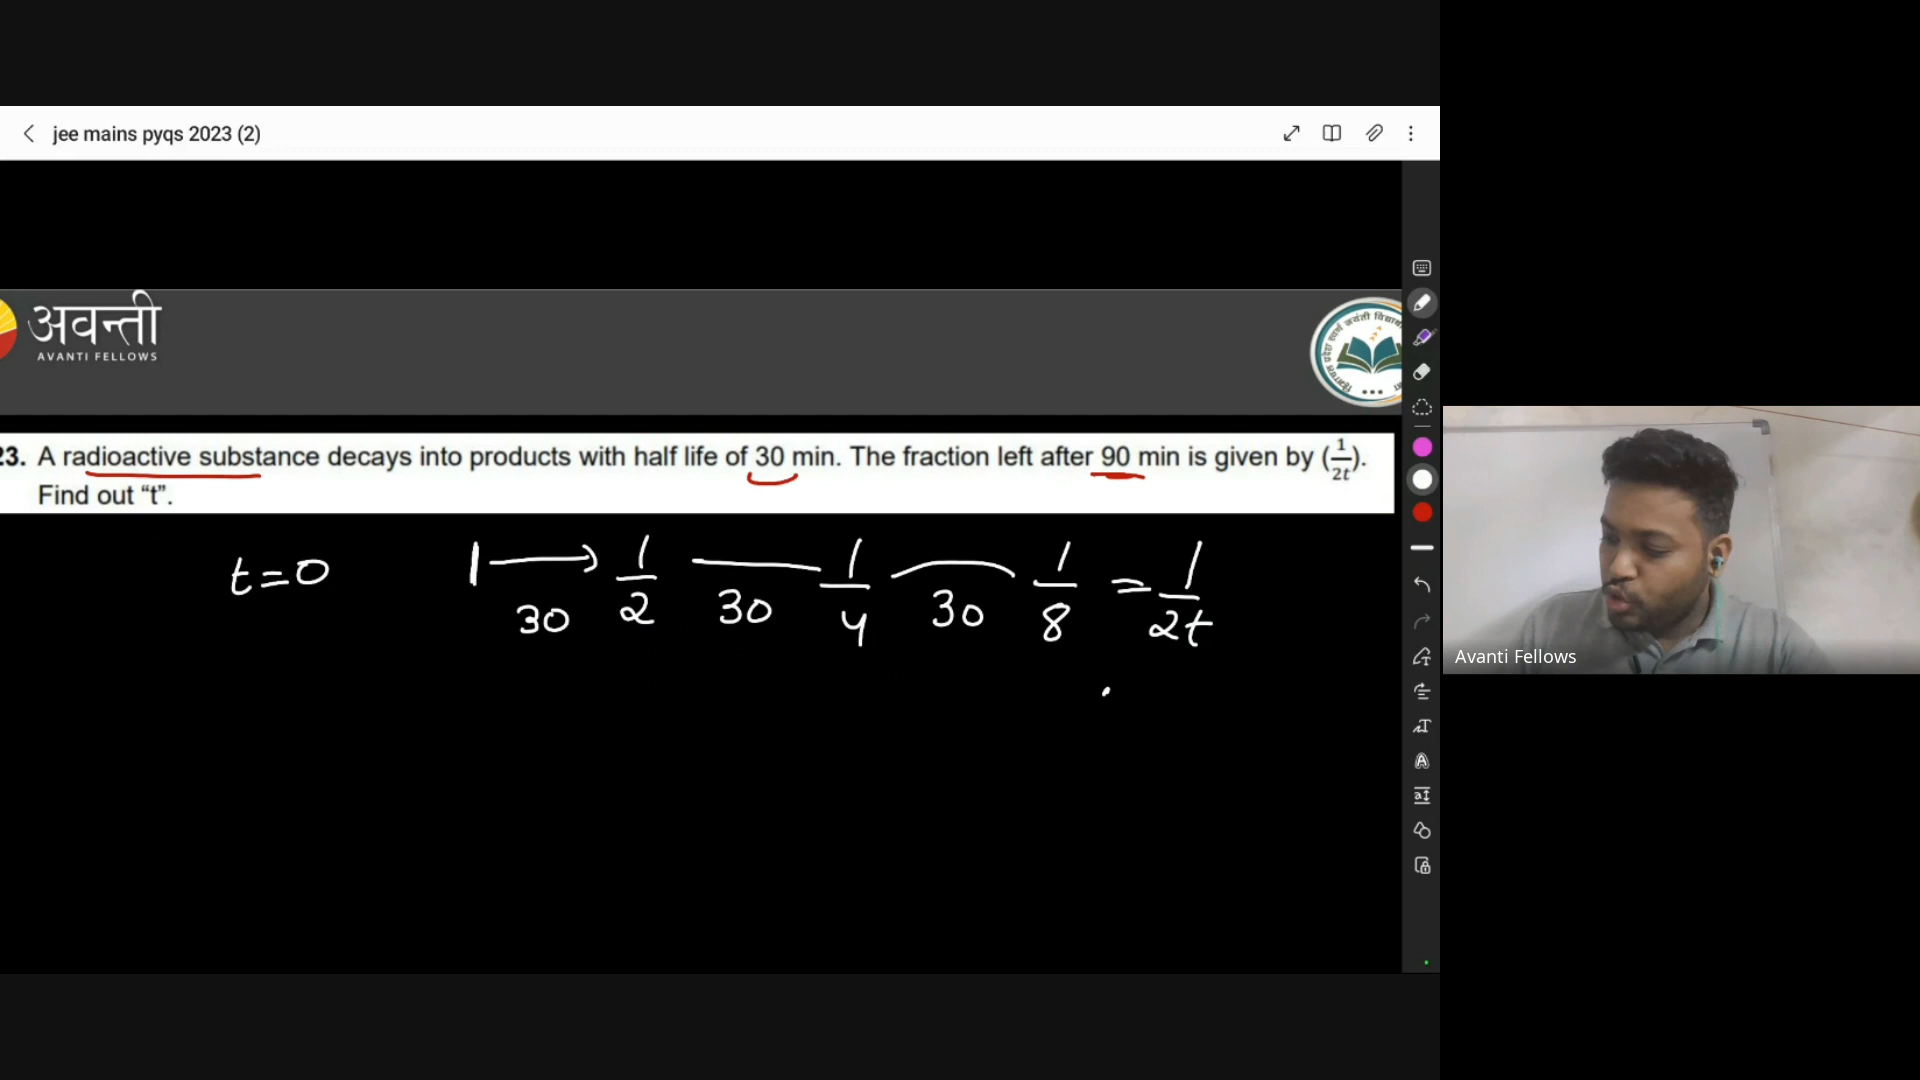 jee mains pyqs 2023 (2)
अवन्ती
AVANTI FELLOWS
23. A radioactive substance decays into products with half life of 30 min. The fraction left after 90 min is given by (1/2t).
Find out “t”.
t=0 1 → 1/2 1/4 1/8 = 1/2t
30 30 30
Avanti Fellows